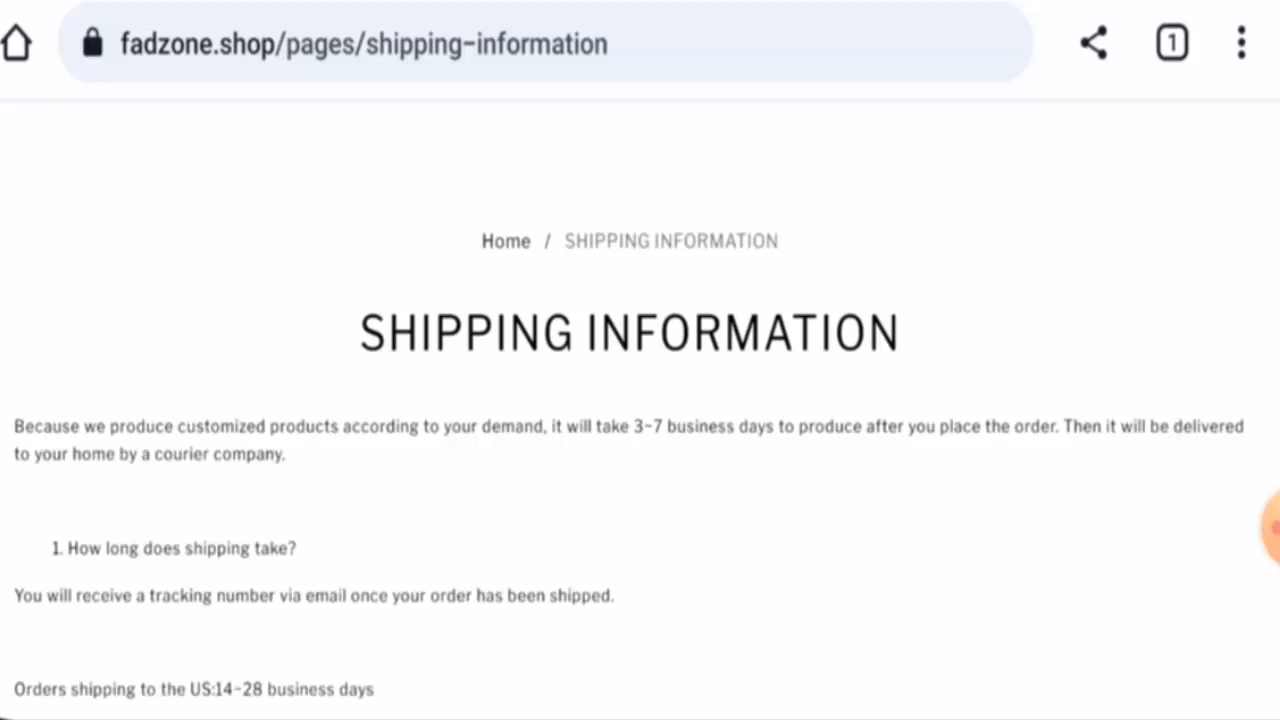 fadzone.shop/pages/shipping-information
1
Home / SHIPPING INFORMATION
SHIPPING INFORMATION
Because we produce customized products according to your demand, it will take 3-7 business days to produce after you place the order. Then it will be delivered
to your home by a courier company.
1. How long does shipping take?
You will receive a tracking number via email once your order has been shipped.
Orders shipping to the US:14-28 business days